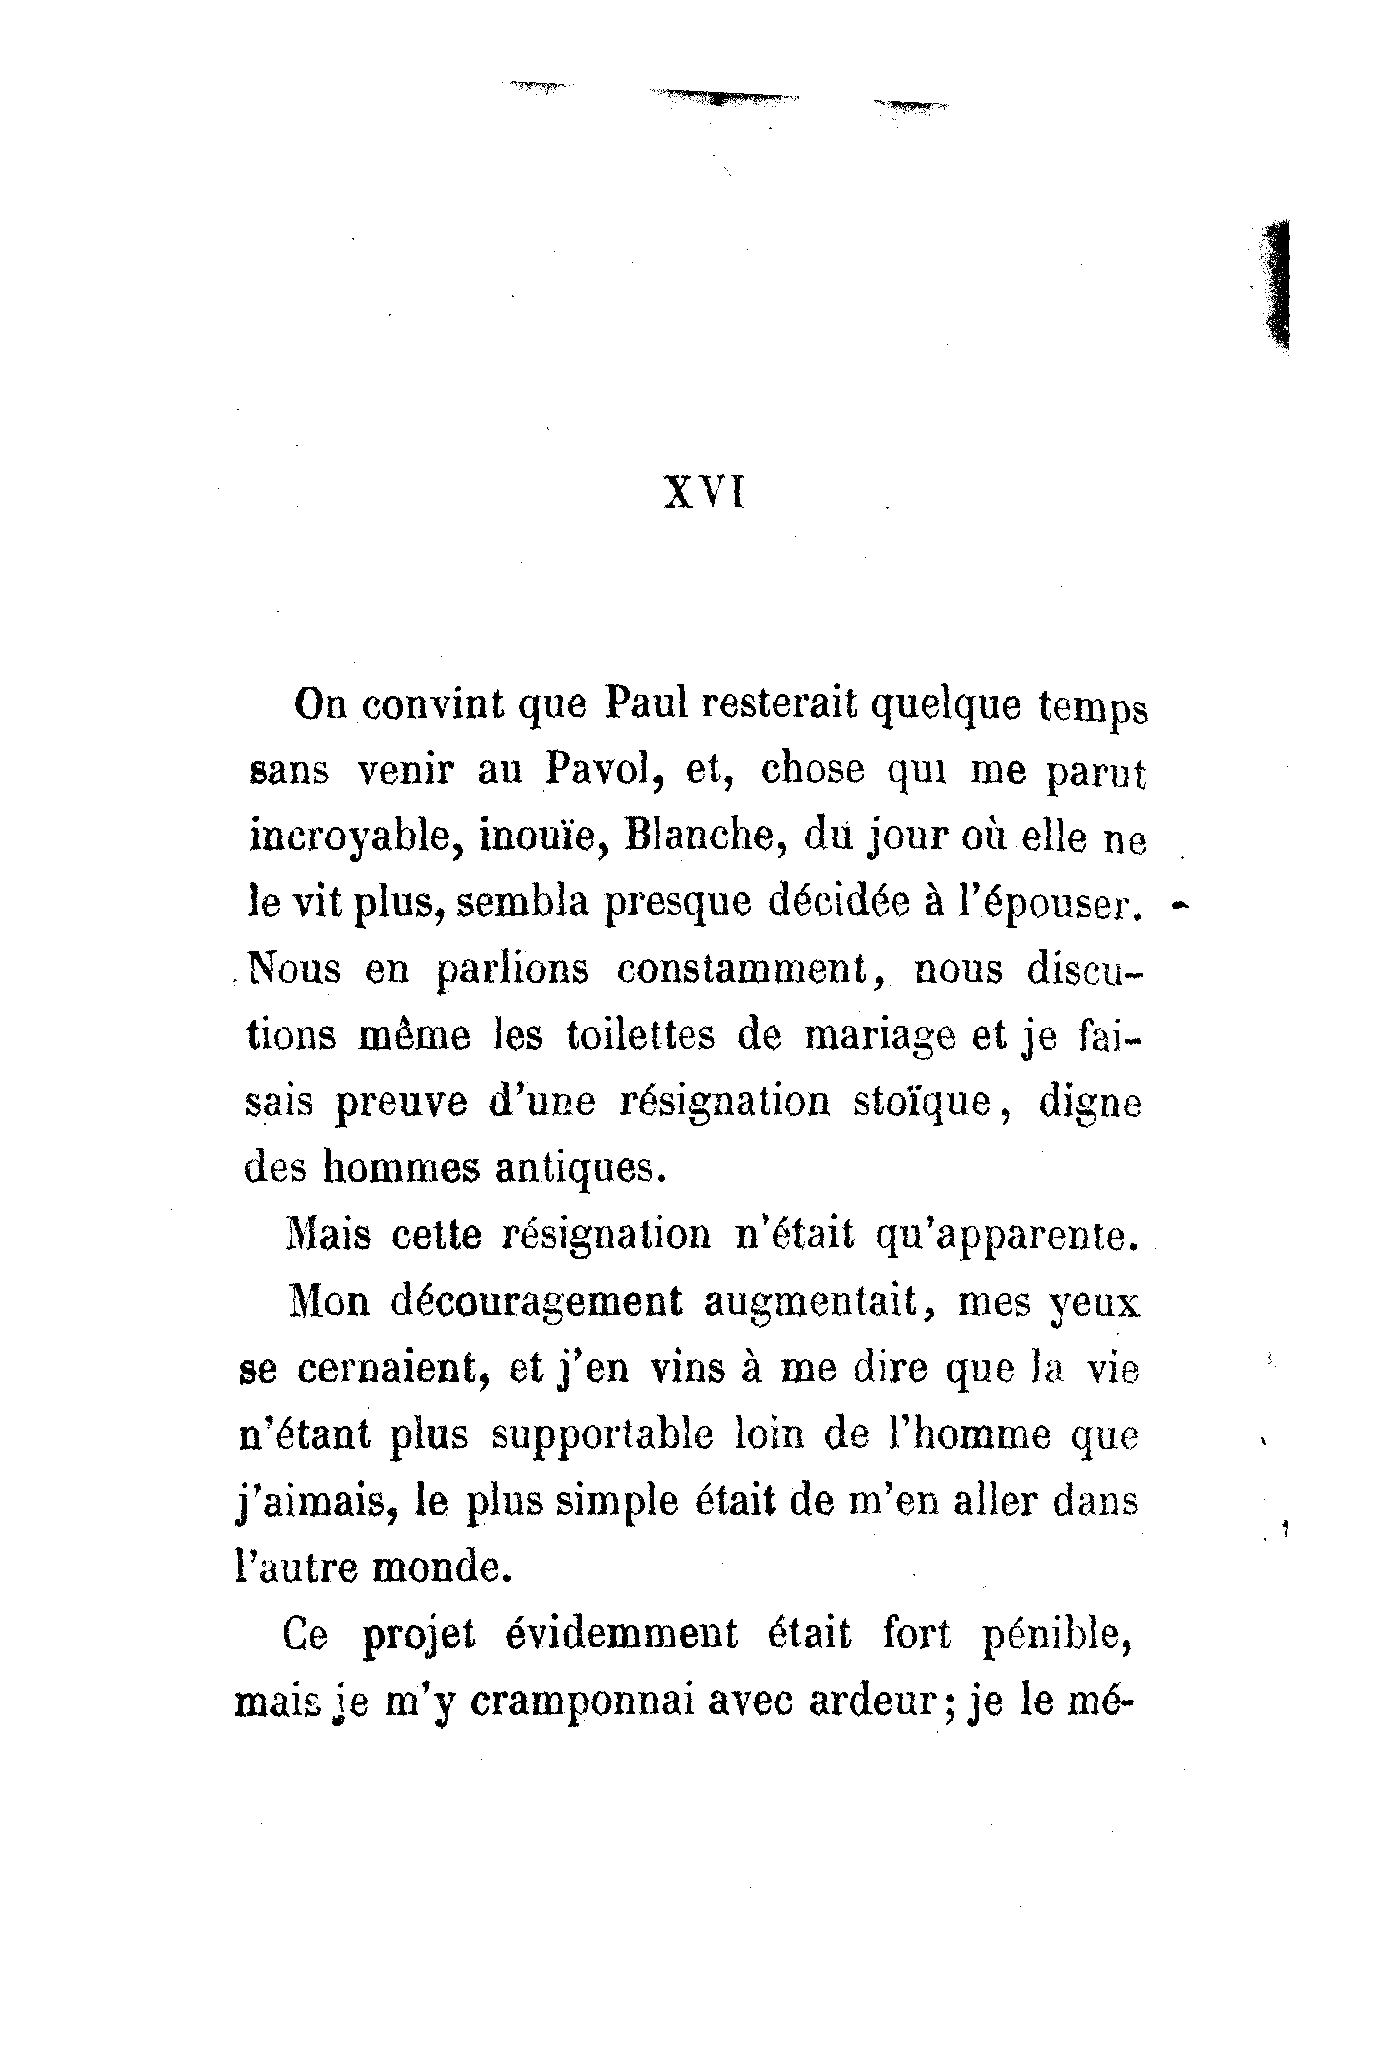 XVI
On convint que Paul resterait quelque temps
sans venir au Pavol, et, chose qui me parut
incroyable, inouïe, Blanche, du jour où elle ne
le vit plus, sembla presque décidée à l'épouser.
Nous en parlions constamment, nous discu-
tions même les toilettes de mariage et je fai-
sais preuve d'une résignation stoïque, digne
des hommes antiques.
Mais cette résignation n'était qu'apparente.
Mon découragement augmentait, mes yeux
se cernaient, et j'en vins à me dire que la vie
n'étant plus supportable loin de l'homme que
j'aimais, le plus simple était de m'en aller dans
l'autre monde.
Ce projet évidemment était fort pénible,
mais je m'y cramponnai avec ardeur; je le mé-